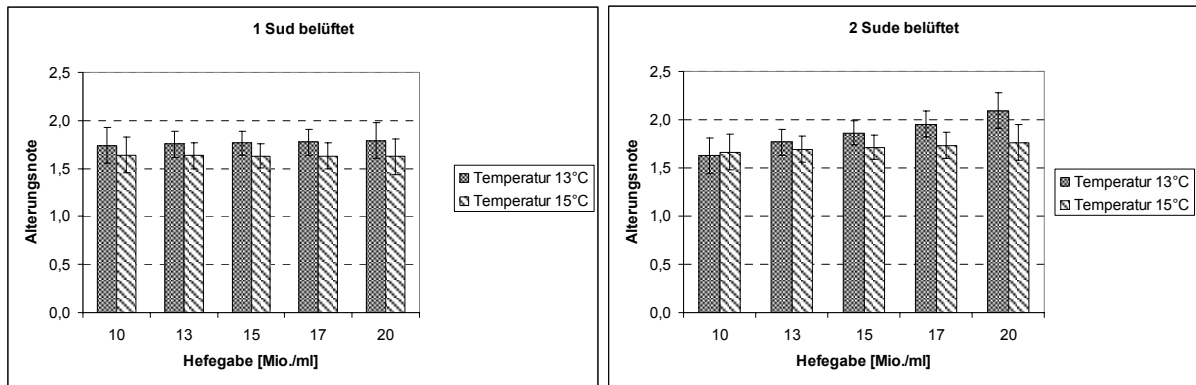 1 Sud belüftet
2,5
2,0
1,5
1,0
0,5
0,0
Alterungsnote
10 13 15 17 20
Hefegabe [Mio./ml]
Temperatur 13°C
Temperatur 15°C
2 Sude belüftet
2,5
2,0
1,5
1,0
0,5
0,0
Alterungsnote
10 13 15 17 20
Hefegabe [Mio./ml]
Temperatur 13°C
Temperatur 15°C